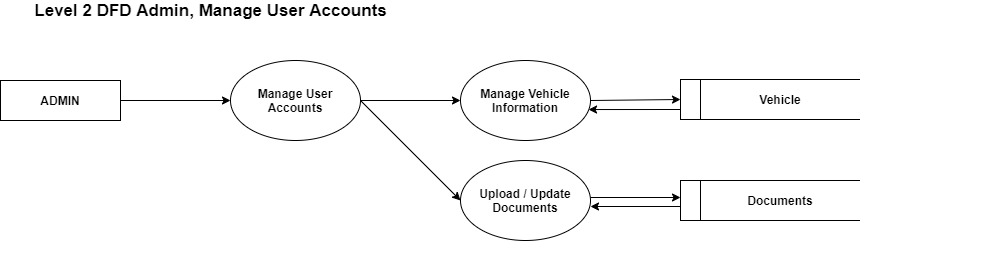 Level 2 DFD Admin, Manage User Accounts
ADMIN
Manage User
Accounts
Manage Vehicle
Information
Vehicle
Upload / Update
Documents
Documents